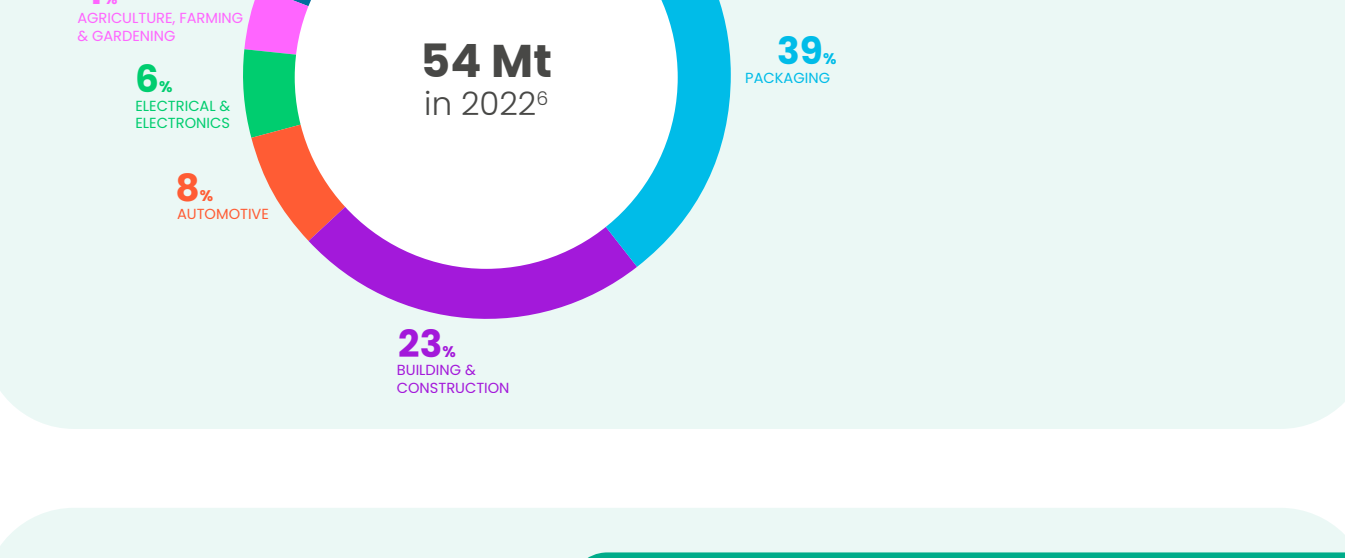 AGRICULTURE, FARMING
& GARDENING
6%
ELECTRICAL &
ELECTRONICS
8%
AUTOMOTIVE
54 Mt
in 2022⁶
39%
PACKAGING
23%
BUILDING &
CONSTRUCTION